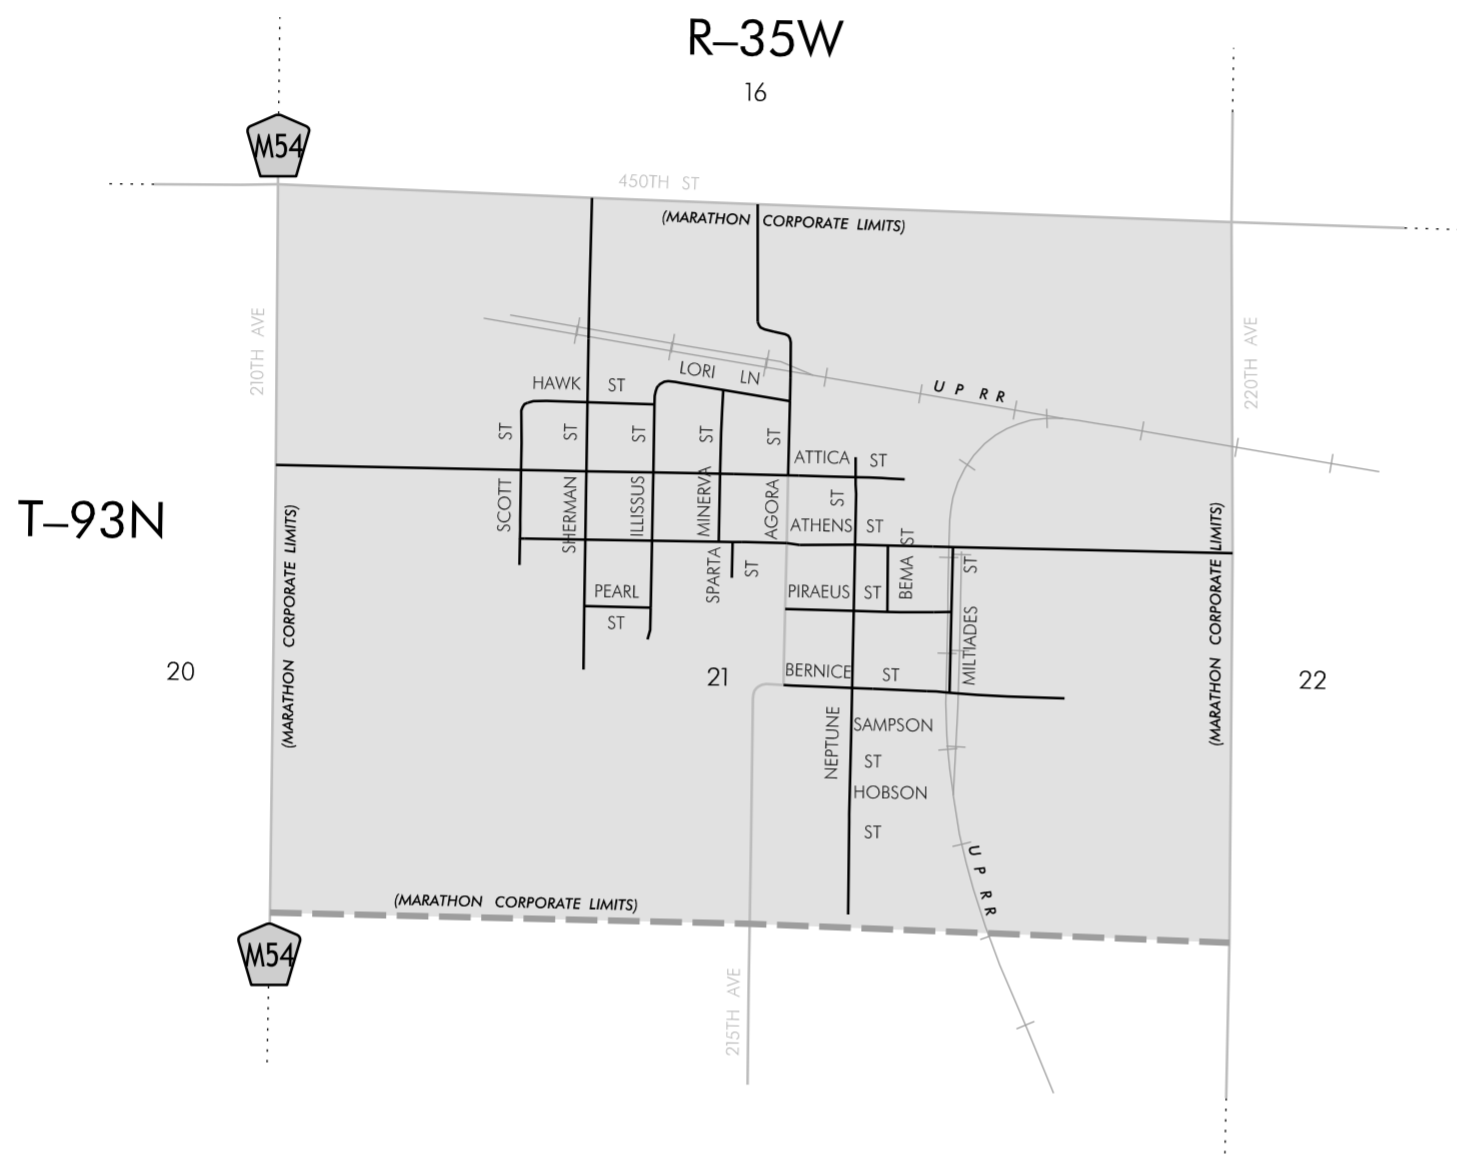 R–35W
16
M54
450TH ST
(MARATHON CORPORATE LIMITS)
210TH AVE
220TH AVE
HAWK ST
LORI LN
U P R R
ST
ST
ST
ST
ST
ATTICA ST
T–93N
SCOTT
SHERMAN
ILLISSUS
MINERVA
AGORA
ST
ATHENS ST
(MARATHON CORPORATE LIMITS)
(MARATHON CORPORATE LIMITS)
SPARTA ST
BEMA ST
ST
PEARL
ST
PIRAEUS ST
MILTIADES
20
21
22
BERNICE ST
NEPTUNE
SAMPSON
ST
HOBSON
ST
U P R R
(MARATHON CORPORATE LIMITS)
M54
215TH AVE